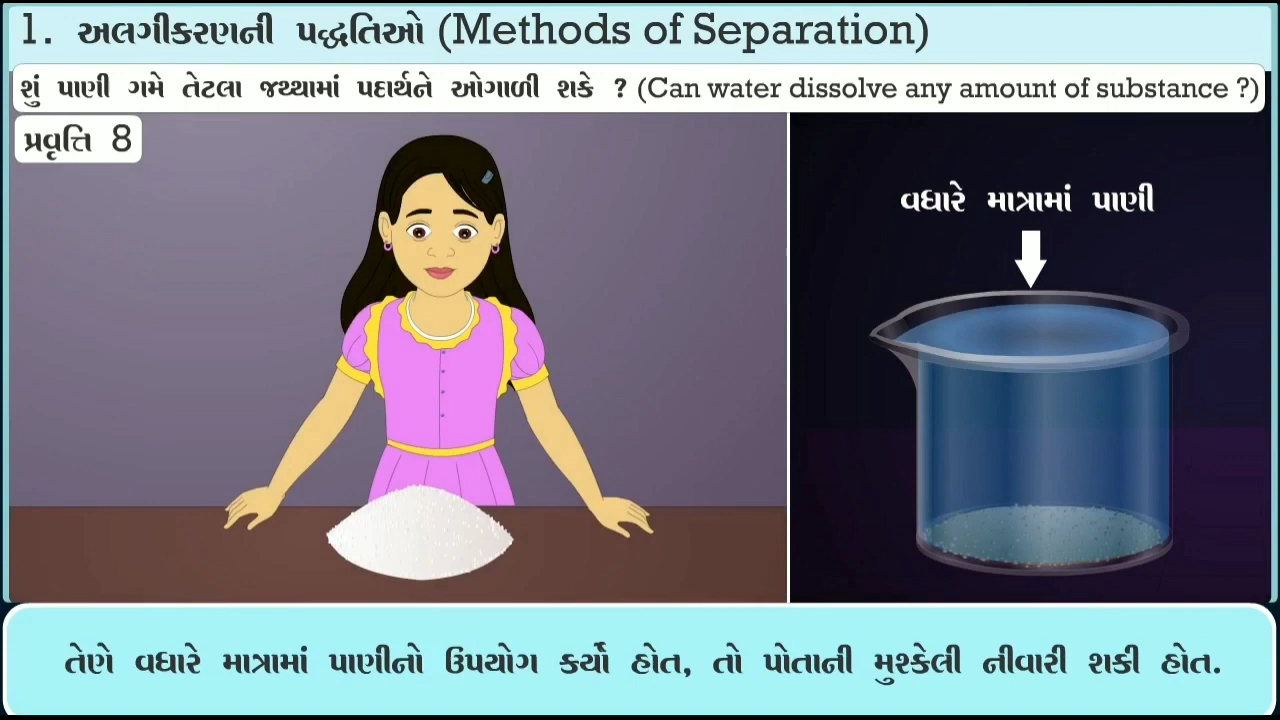 1. અલગીકરણની પદ્ધતિઓ (Methods of Separation)
શું પાણી ગમે તેટલા જથ્થામાં પદાર્થને ઓગાળી શકે ? (Can water dissolve any amount of substance ?)
પ્રવૃત્તિ 8
વધારે માત્રામાં પાણી
તેણે વધારે માત્રામાં પાણીનો ઉપયોગ કર્યો હોત, તો પોતાની મુશ્કેલી નીવારી શકી હોત.